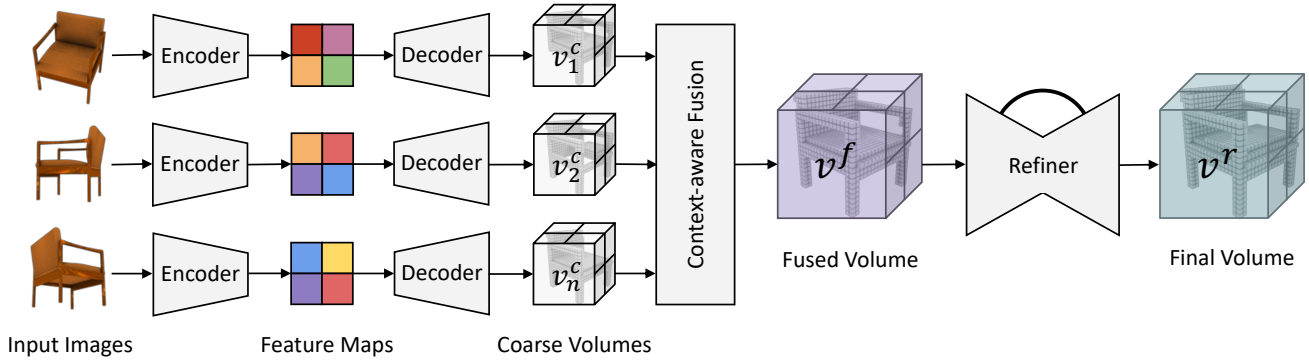 Encoder
Decoder
v_1^c
Encoder
Decoder
v_2^c
Encoder
Decoder
v_n^c
Context-aware Fusion
v^f
Refiner
v^r
Fused Volume
Final Volume
Input Images
Feature Maps
Coarse Volumes